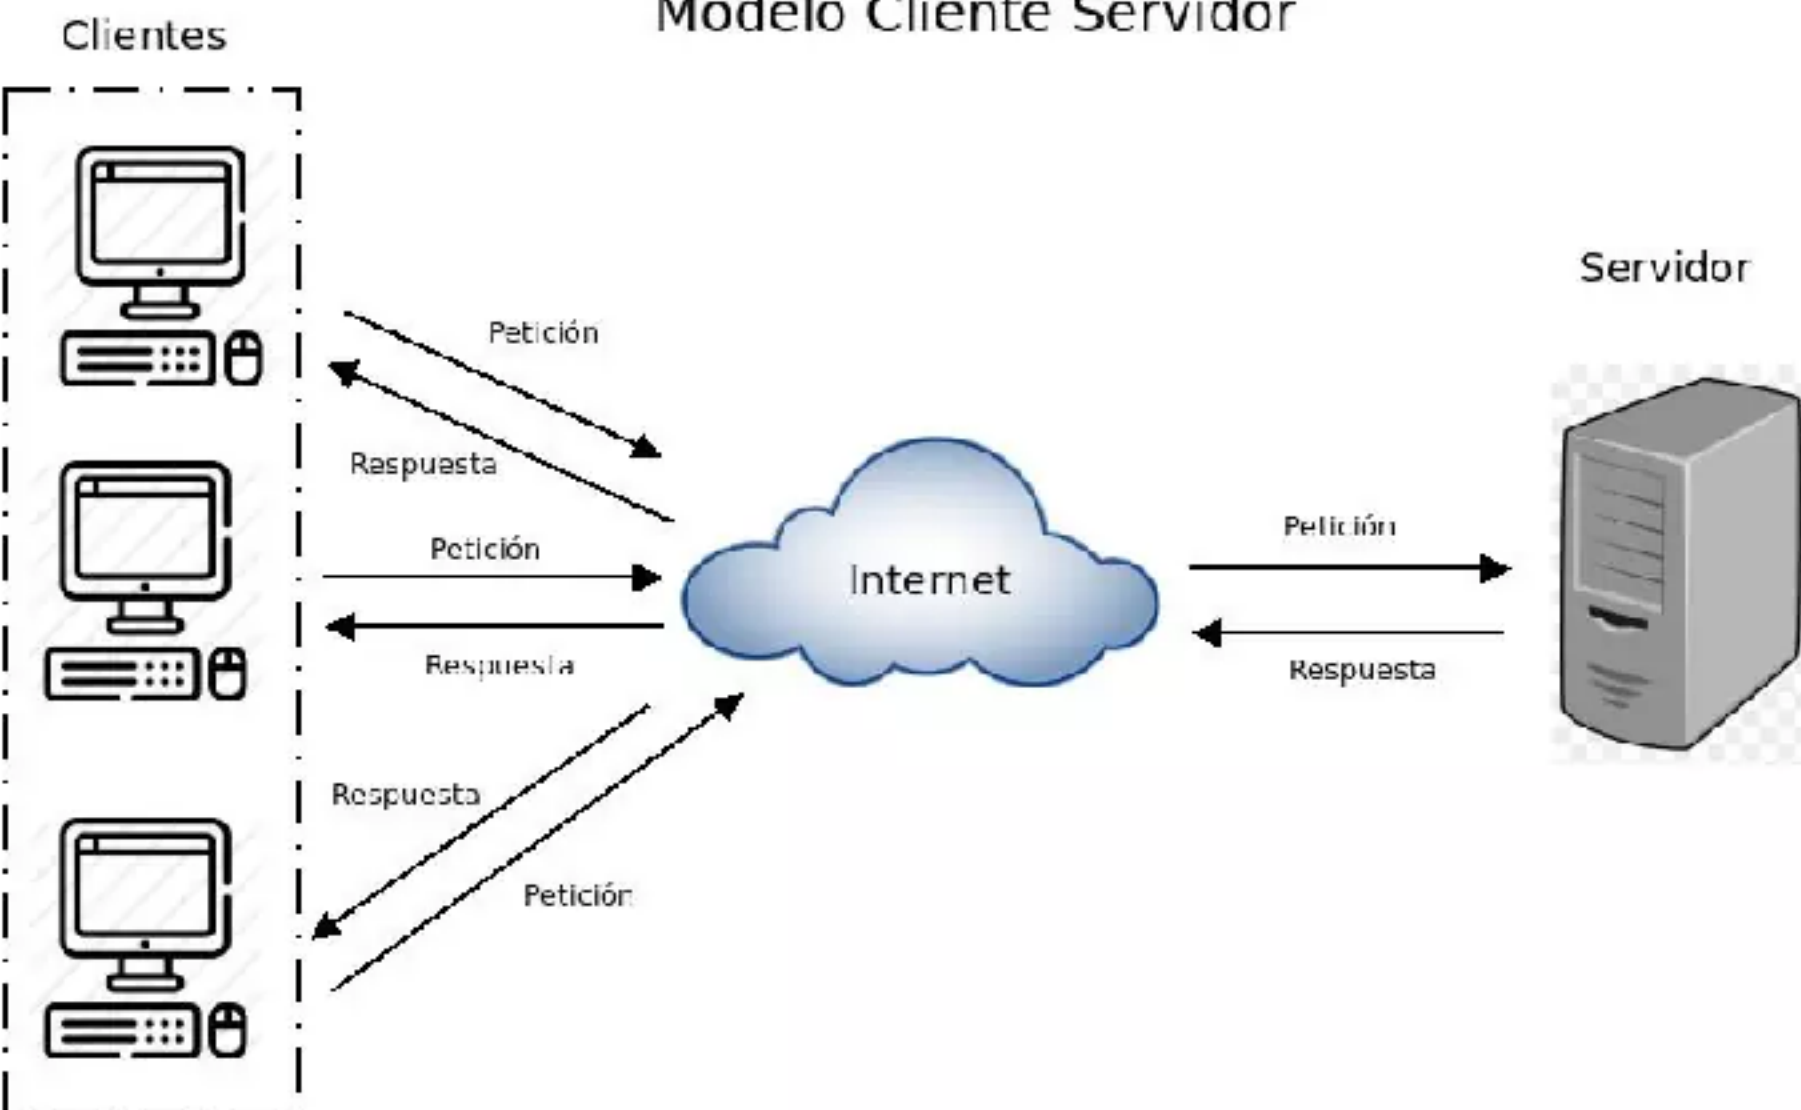 Modelo Cliente Servidor
Clientes
Servidor
Petición
Respuesta
Petición
Respuesta
Respuesta
Petición
Internet
Petición
Respuesta